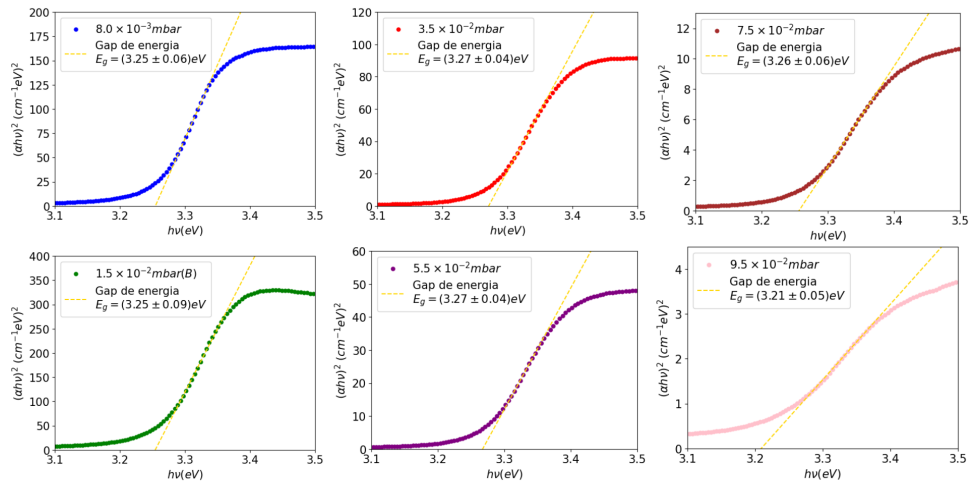 8.0 × 10⁻³mbar
Gap de energia
E_g = (3.25 ± 0.06)eV
(αhν)² (cm⁻¹eV)²
200
175
150
125
100
75
50
25
0
3.1 3.2 3.3 3.4 3.5
hν(eV)
3.5 × 10⁻²mbar
Gap de energia
E_g = (3.27 ± 0.04)eV
(αhν)² (cm⁻¹eV)²
120
100
80
60
40
20
0
3.1 3.2 3.3 3.4 3.5
hν(eV)
7.5 × 10⁻²mbar
Gap de energia
E_g = (3.26 ± 0.06)eV
(αhν)² (cm⁻¹eV)²
12
10
8
6
4
2
0
3.1 3.2 3.3 3.4 3.5
hν(eV)
1.5 × 10⁻²mbar(B)
Gap de energia
E_g = (3.25 ± 0.09)eV
(αhν)² (cm⁻¹eV)²
400
350
300
250
200
150
100
50
0
3.1 3.2 3.3 3.4 3.5
hν(eV)
5.5 × 10⁻²mbar
Gap de energia
E_g = (3.27 ± 0.04)eV
(αhν)² (cm⁻¹eV)²
60
50
40
30
20
10
0
3.1 3.2 3.3 3.4 3.5
hν(eV)
9.5 × 10⁻²mbar
Gap de energia
E_g = (3.21 ± 0.05)eV
(αhν)² (cm⁻¹eV)²
4
3
2
1
0
3.1 3.2 3.3 3.4 3.5
hν(eV)